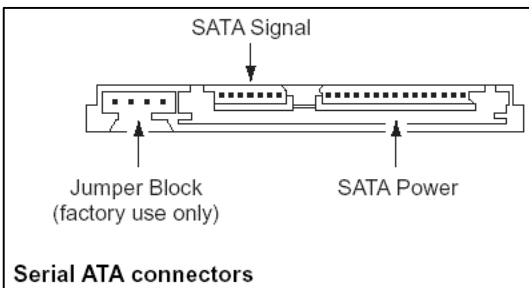 SATA Signal
Jumper Block
(factory use only)
SATA Power
Serial ATA connectors